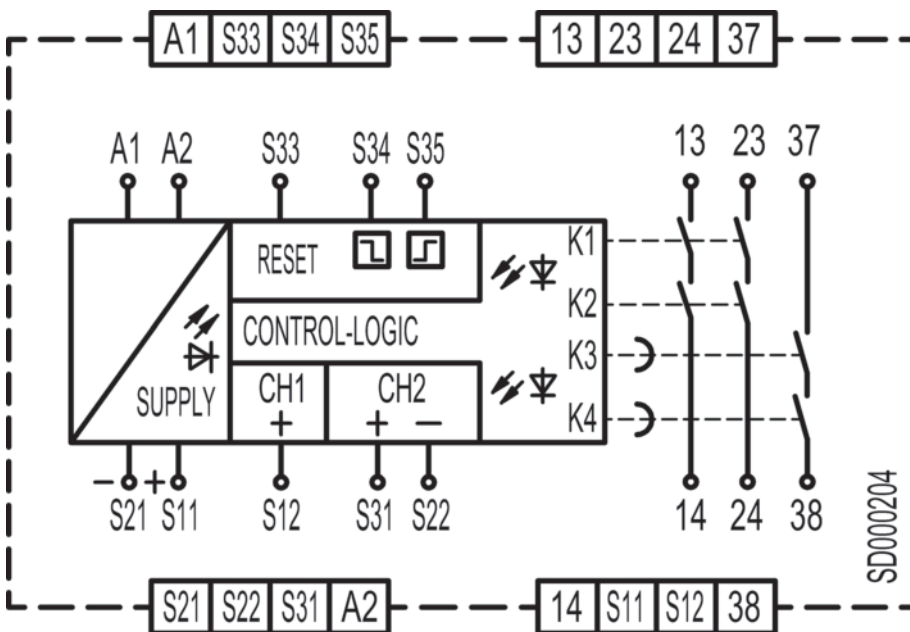 A1 S33 S34 S35 13 23 24 37
A1 A2 S33 S34 S35 13 23 37
RESET K1
K2
CONTROL-LOGIC
K3
SUPPLY CH1 CH2
+ + − K4
− S21 + S11 S12 S31 S22 14 24 38
SD000204
S21 S22 S31 A2 14 S11 S12 38